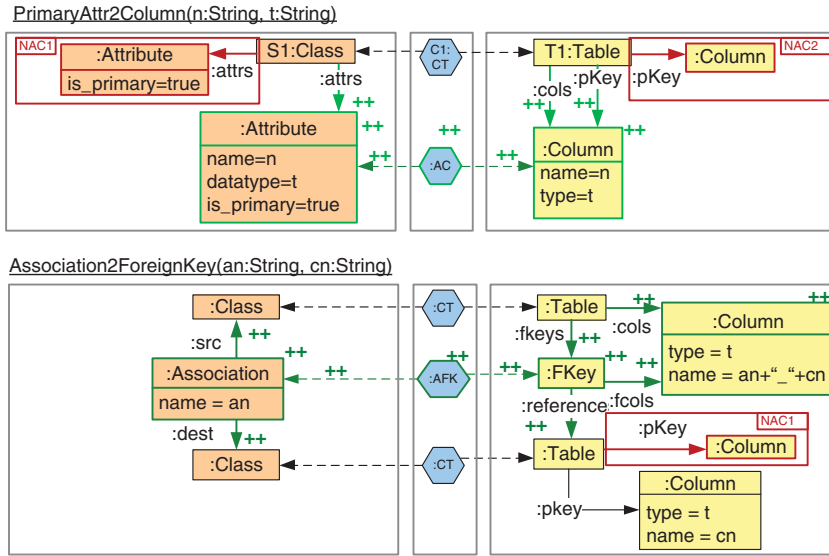 PrimaryAttr2Column(n:String, t:String)
NAC1
:Attribute
is_primary=true
:attrs
S1:Class
:attrs
++
C1:
CT
T1:Table
:cols
:pKey
++
++
NAC2
:Column
:pKey
:Attribute
++
name=n
datatype=t
is_primary=true
++
++
:AC
++
++
:Column
name=n
type=t
Association2ForeignKey(an:String, cn:String)
:Class
:src
++
:Association
name = an
++
++
:dest
++
:Class
:CT
++
:AFK
++
:CT
:Table
++
:cols
:fkeys
++
++
:FKey
++
:fcols
:reference
++
:Table
++
:Column
type = t
name = an+“_“+cn
NAC1
:pKey
:Column
:pkey
:Column
type = t
name = cn